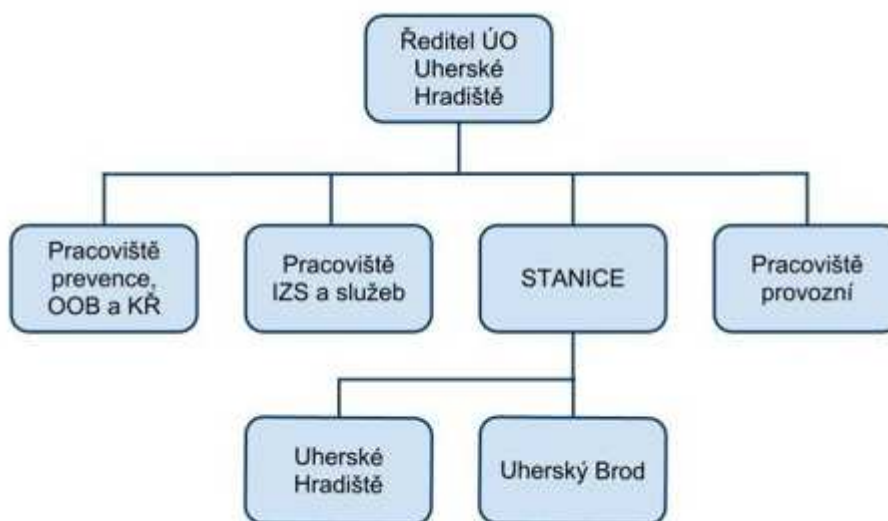 Ředitel ÚO
Uherské
Hradiště
Pracoviště
prevence,
OOB a KŘ
Pracoviště
IZS a služeb
STANICE
Pracoviště
provozní
Uherské
Hradiště
Uherský Brod